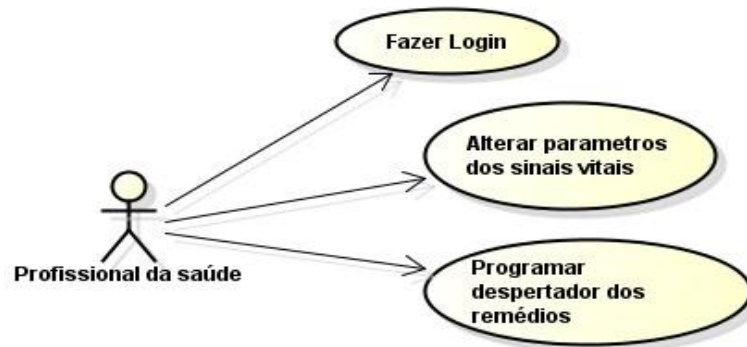 Fazer Login
Alterar parametros
dos sinais vitais
Profissional da saúde
Programar
despertador dos
remédios